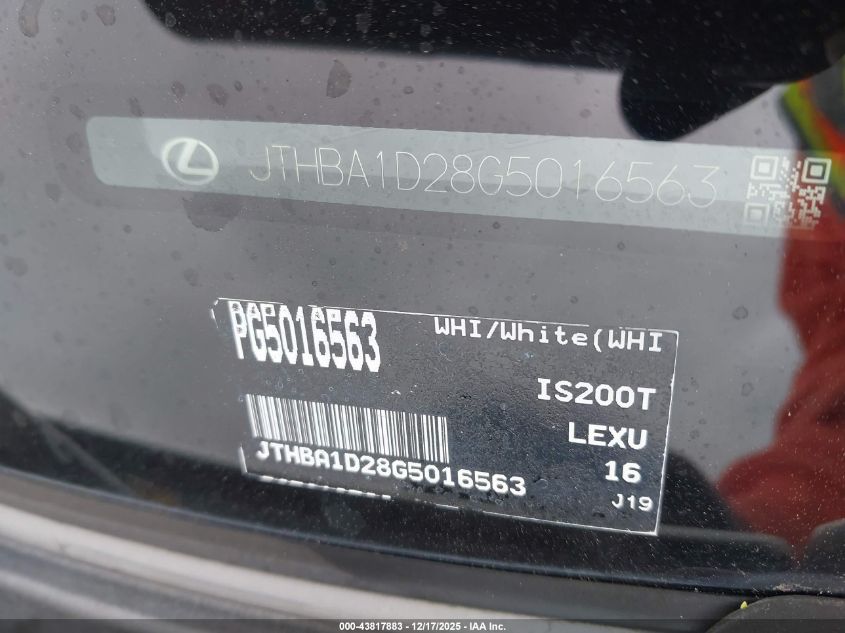 JTHBA1D28G5016563
PG5016563
WHI/White(WHI
IS200T
LEXU
JTHBA1D28G5016563
16
J19
000-43817883 – 12/17/2025 – IAA Inc.